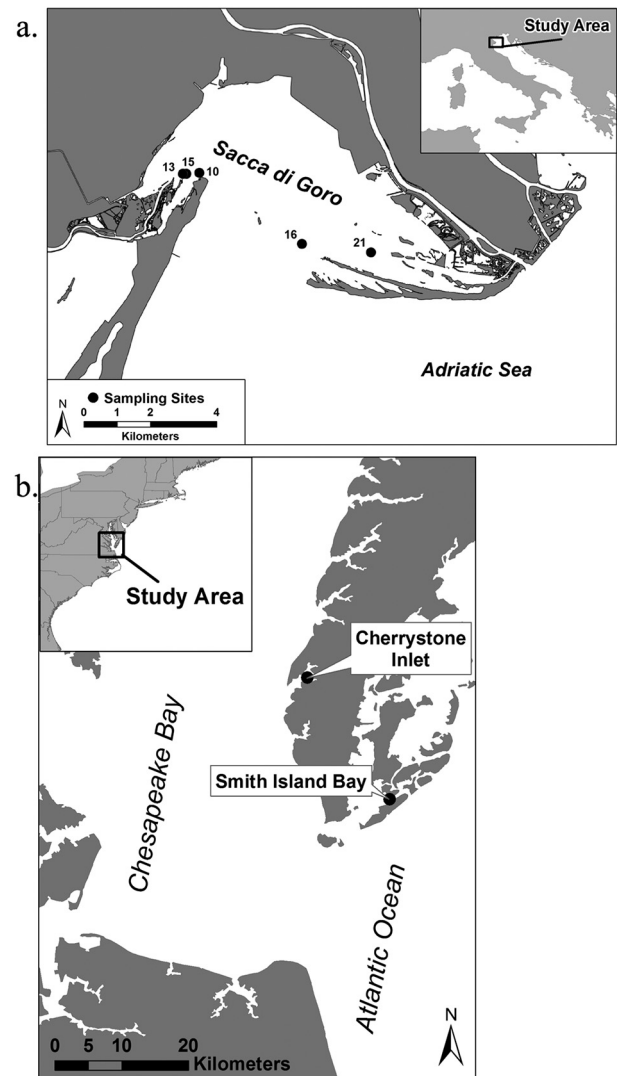 a.
Study Area
Sacca di Goro
13
15
10
16
21
Adriatic Sea
N
Sampling Sites
0 1 2 4
Kilometers
b.
Study Area
Cherrystone
Inlet
Chesapeake Bay
Smith Island Bay
Atlantic Ocean
N
0 5 10 20
Kilometers